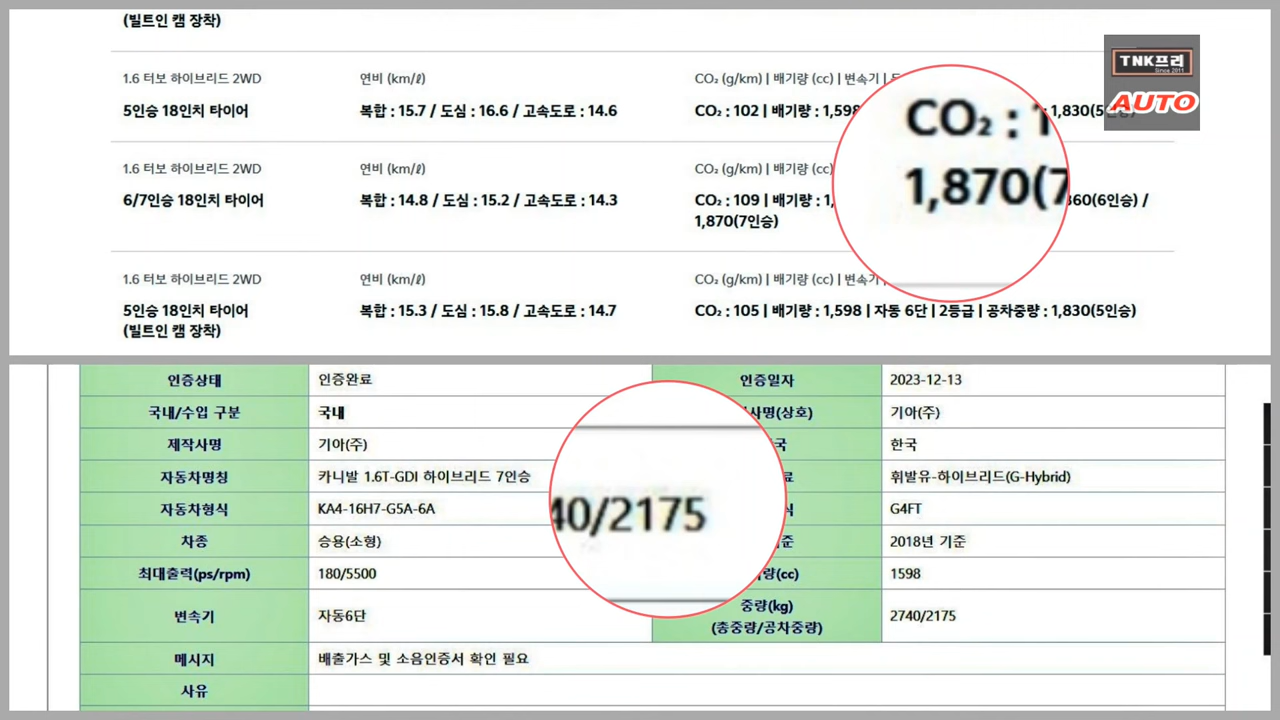 (빌트인 캠 장착)
TNK프리
Since 2011
AUTO
1.6 터보 하이브리드 2WD 연비 (km/ℓ) CO₂ (g/km) | 배기량 (cc) | 변속기 |
5인승 18인치 타이어 복합 : 15.7 / 도심 : 16.6 / 고속도로 : 14.6 CO₂ : 102 | 배기량 : 1,598 1,830(5인승)
CO₂ : 1
1,870(7
1.6 터보 하이브리드 2WD 연비 (km/ℓ) CO₂ (g/km) | 배기량 (cc)
6/7인승 18인치 타이어 복합 : 14.8 / 도심 : 15.2 / 고속도로 : 14.3 CO₂ : 109 | 배기량 : 1, 860(6인승) /
1,870(7인승)
1.6 터보 하이브리드 2WD 연비 (km/ℓ) CO₂ (g/km) | 배기량 (cc) | 변속기
5인승 18인치 타이어 복합 : 15.3 / 도심 : 15.8 / 고속도로 : 14.7 CO₂ : 105 | 배기량 : 1,598 | 자동 6단 | 2등급 | 공차중량 : 1,830(5인승)
(빌트인 캠 장착)
인증상태 인증완료 인증일자 2023-12-13
국내/수입 구분 국내 사명(상호) 기아(주)
제작사명 기아(주) 국 한국
자동차명칭 카니발 1.6T-GDI 하이브리드 7인승 료 휘발유-하이브리드(G-Hybrid)
자동차형식 KA4-16H7-G5A-6A 식 G4FT
40/2175
차종 승용(소형) 준 2018년 기준
최대출력(ps/rpm) 180/5500 량(cc) 1598
변속기 자동6단 중량(kg) 2740/2175
(총중량/공차중량)
메시지 배출가스 및 소음인증서 확인 필요
사유